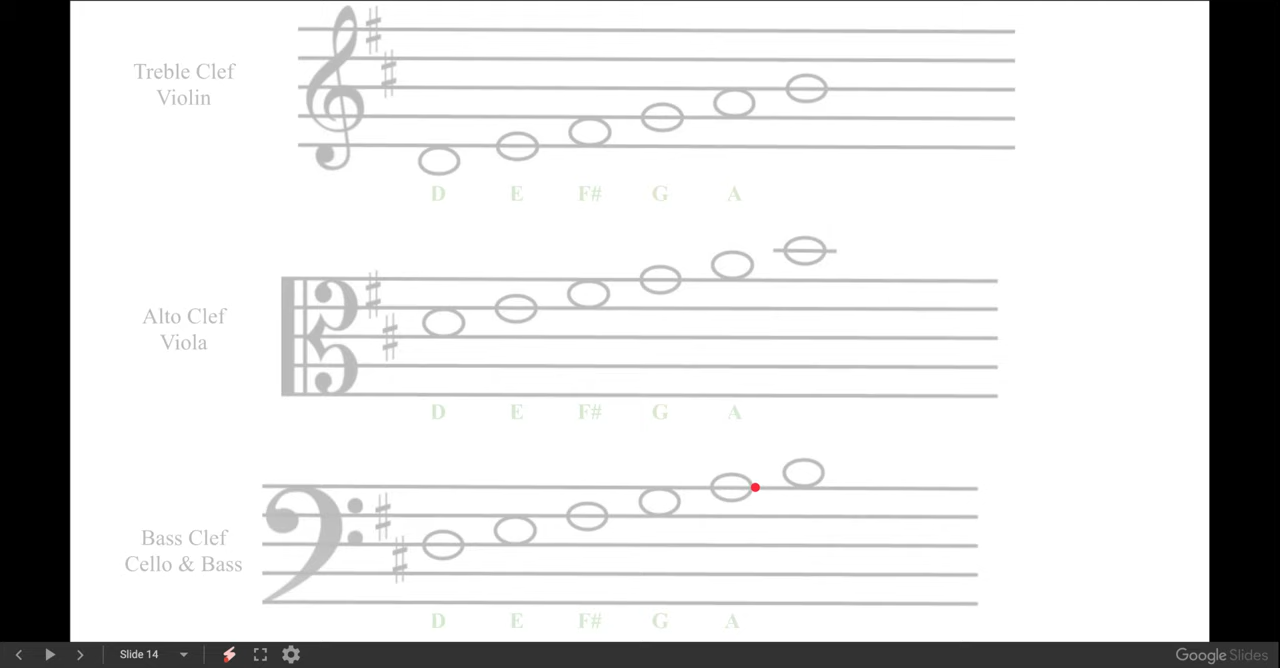 Treble Clef
Violin
D E F# G A
Alto Clef
Viola
D E F# G A
Bass Clef
Cello & Bass
D E F# G A
Slide 14
Google Slides